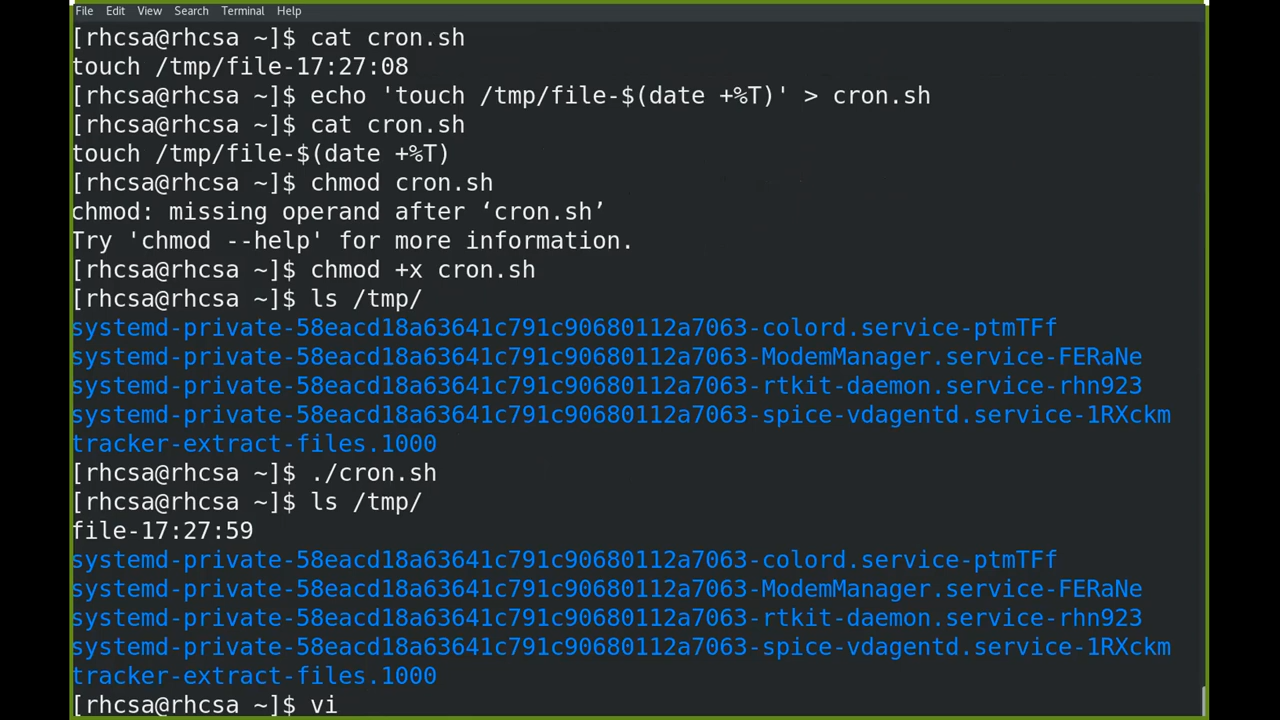 File Edit View Search Terminal Help
[rhcsa@rhcsa ~]$ cat cron.sh
touch /tmp/file-17:27:08
[rhcsa@rhcsa ~]$ echo 'touch /tmp/file-$(date +%T)' > cron.sh
[rhcsa@rhcsa ~]$ cat cron.sh
touch /tmp/file-$(date +%T)
[rhcsa@rhcsa ~]$ chmod cron.sh
chmod: missing operand after ‘cron.sh’
Try 'chmod --help' for more information.
[rhcsa@rhcsa ~]$ chmod +x cron.sh
[rhcsa@rhcsa ~]$ ls /tmp/
systemd-private-58eacd18a63641c791c90680112a7063-colord.service-ptmTFf
systemd-private-58eacd18a63641c791c90680112a7063-ModemManager.service-FERaNe
systemd-private-58eacd18a63641c791c90680112a7063-rtkit-daemon.service-rhn923
systemd-private-58eacd18a63641c791c90680112a7063-spice-vdagentd.service-1RXckm
tracker-extract-files.1000
[rhcsa@rhcsa ~]$ ./cron.sh
[rhcsa@rhcsa ~]$ ls /tmp/
file-17:27:59
systemd-private-58eacd18a63641c791c90680112a7063-colord.service-ptmTFf
systemd-private-58eacd18a63641c791c90680112a7063-ModemManager.service-FERaNe
systemd-private-58eacd18a63641c791c90680112a7063-rtkit-daemon.service-rhn923
systemd-private-58eacd18a63641c791c90680112a7063-spice-vdagentd.service-1RXckm
tracker-extract-files.1000
[rhcsa@rhcsa ~]$ vi